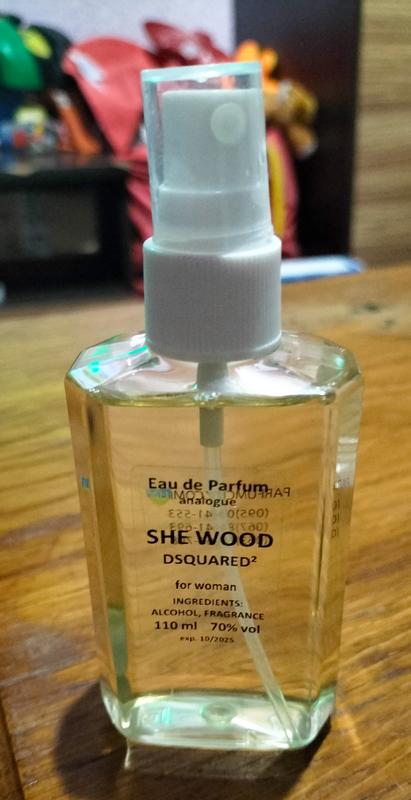 Eau de Parfum
analogue
SHE WOOD
DSQUARED²
for woman
INGREDIENTS:
ALCOHOL, FRAGRANCE
110 ml 70% vol
exp. 10/2025